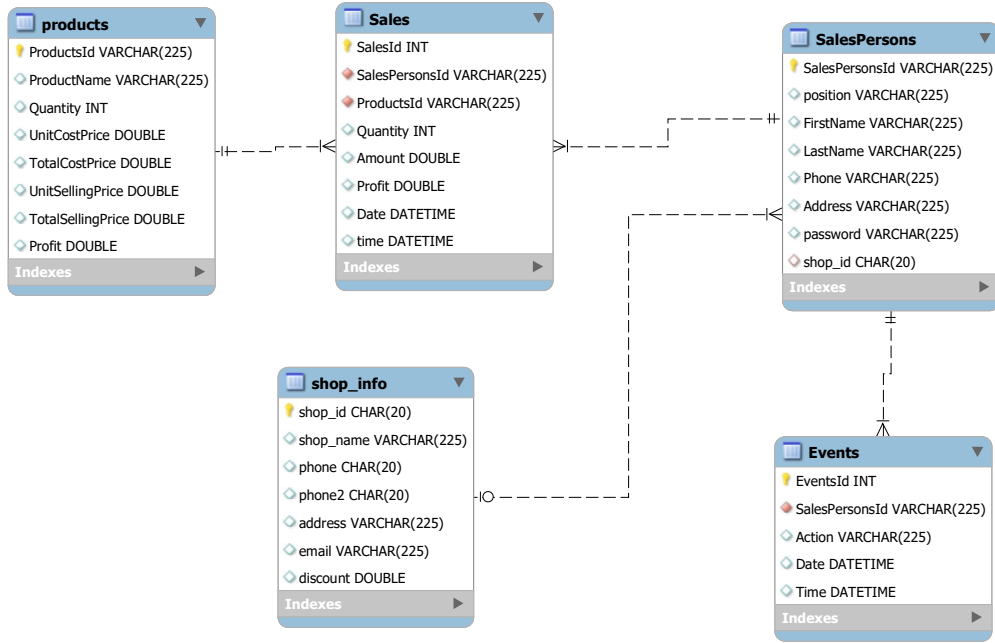 products
ProductsId VARCHAR(225)
ProductName VARCHAR(225)
Quantity INT
UnitCostPrice DOUBLE
TotalCostPrice DOUBLE
UnitSellingPrice DOUBLE
TotalSellingPrice DOUBLE
Profit DOUBLE
Indexes
Sales
SalesId INT
SalesPersonsId VARCHAR(225)
ProductsId VARCHAR(225)
Quantity INT
Amount DOUBLE
Profit DOUBLE
Date DATETIME
time DATETIME
Indexes
SalesPersons
SalesPersonsId VARCHAR(225)
position VARCHAR(225)
FirstName VARCHAR(225)
LastName VARCHAR(225)
Phone VARCHAR(225)
Address VARCHAR(225)
password VARCHAR(225)
shop_id CHAR(20)
Indexes
shop_info
shop_id CHAR(20)
shop_name VARCHAR(225)
phone CHAR(20)
phone2 CHAR(20)
address VARCHAR(225)
email VARCHAR(225)
discount DOUBLE
Indexes
Events
EventsId INT
SalesPersonsId VARCHAR(225)
Action VARCHAR(225)
Date DATETIME
Time DATETIME
Indexes